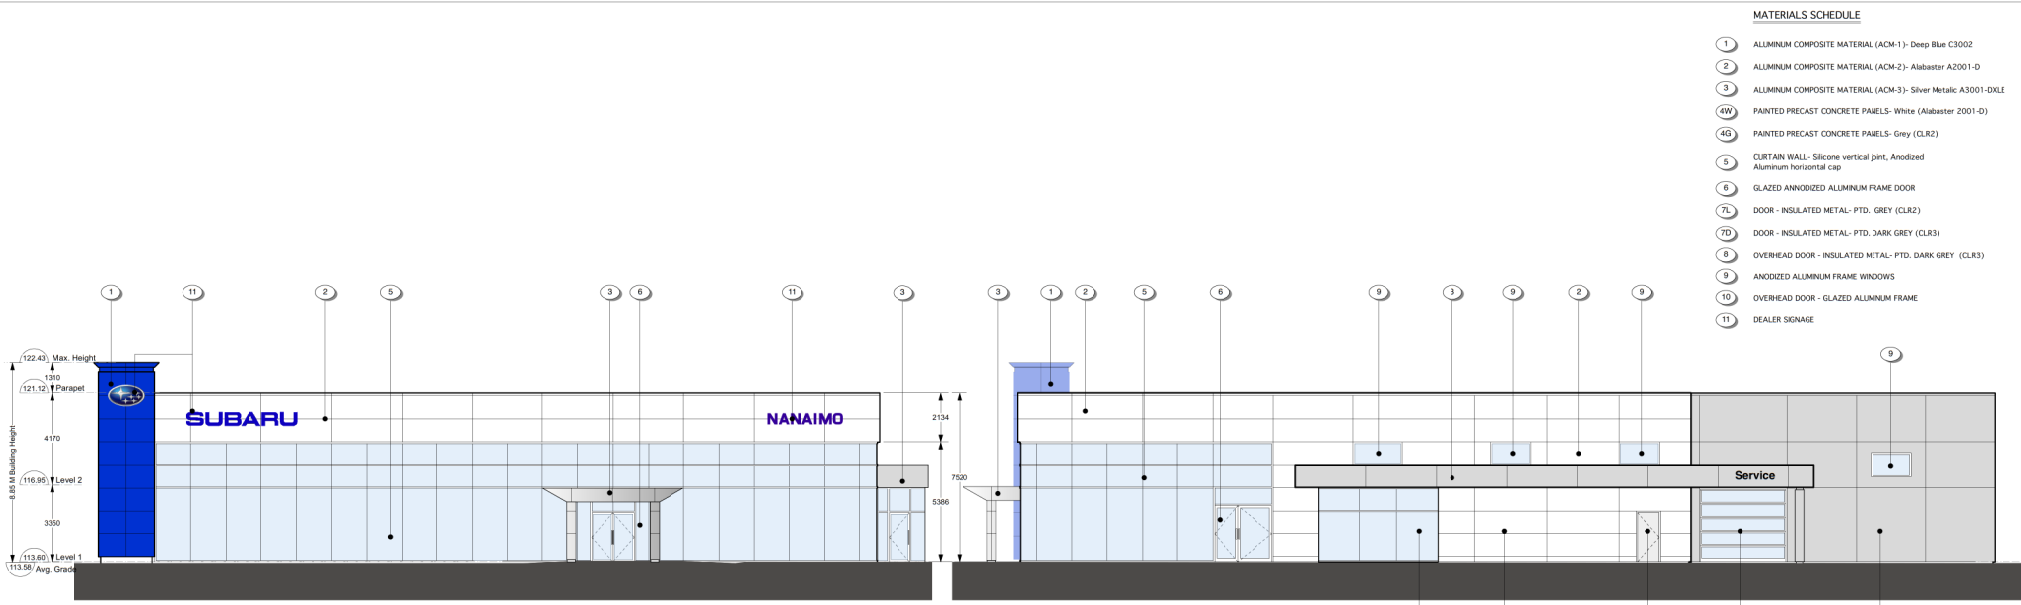 MATERIALS SCHEDULE
1 ALUMINUM COMPOSITE MATERIAL (ACM-1)- Deep Blue C3002
2 ALUMINUM COMPOSITE MATERIAL (ACM-2)- Alabaster A2001-D
3 ALUMINUM COMPOSITE MATERIAL (ACM-3)- Silver Metalic A3001-DXLE
4W PAINTED PRECAST CONCRETE PANELS- White (Alabaster 2001-D)
4G PAINTED PRECAST CONCRETE PANELS- Grey (CLR2)
5 CURTAIN WALL- Silicone vertical joint, Anodized
Aluminum horizontal cap
6 GLAZED ANNODIZED ALUMINUM FRAME DOOR
7L DOOR - INSULATED METAL- PTD. GREY (CLR2)
7D DOOR - INSULATED METAL- PTD. DARK GREY (CLR3)
8 OVERHEAD DOOR - INSULATED METAL- PTD. DARK GREY (CLR3)
9 ANODIZED ALUMINUM FRAME WINDOWS
10 OVERHEAD DOOR - GLAZED ALUMNUM FRAME
11 DEALER SIGNAGE
1 11 2 5 3 6 11 3 3 1 2 5 6 9 3 9 2 9
9
122.43 Max. Height
1310
121.12 Parapet
SUBARU
NANAIMO
2134
4170
8.85 M Building Height
116.95 Level 2
7520
Service
5386
3350
113.60 Level 1
113.58 Avg. Grade